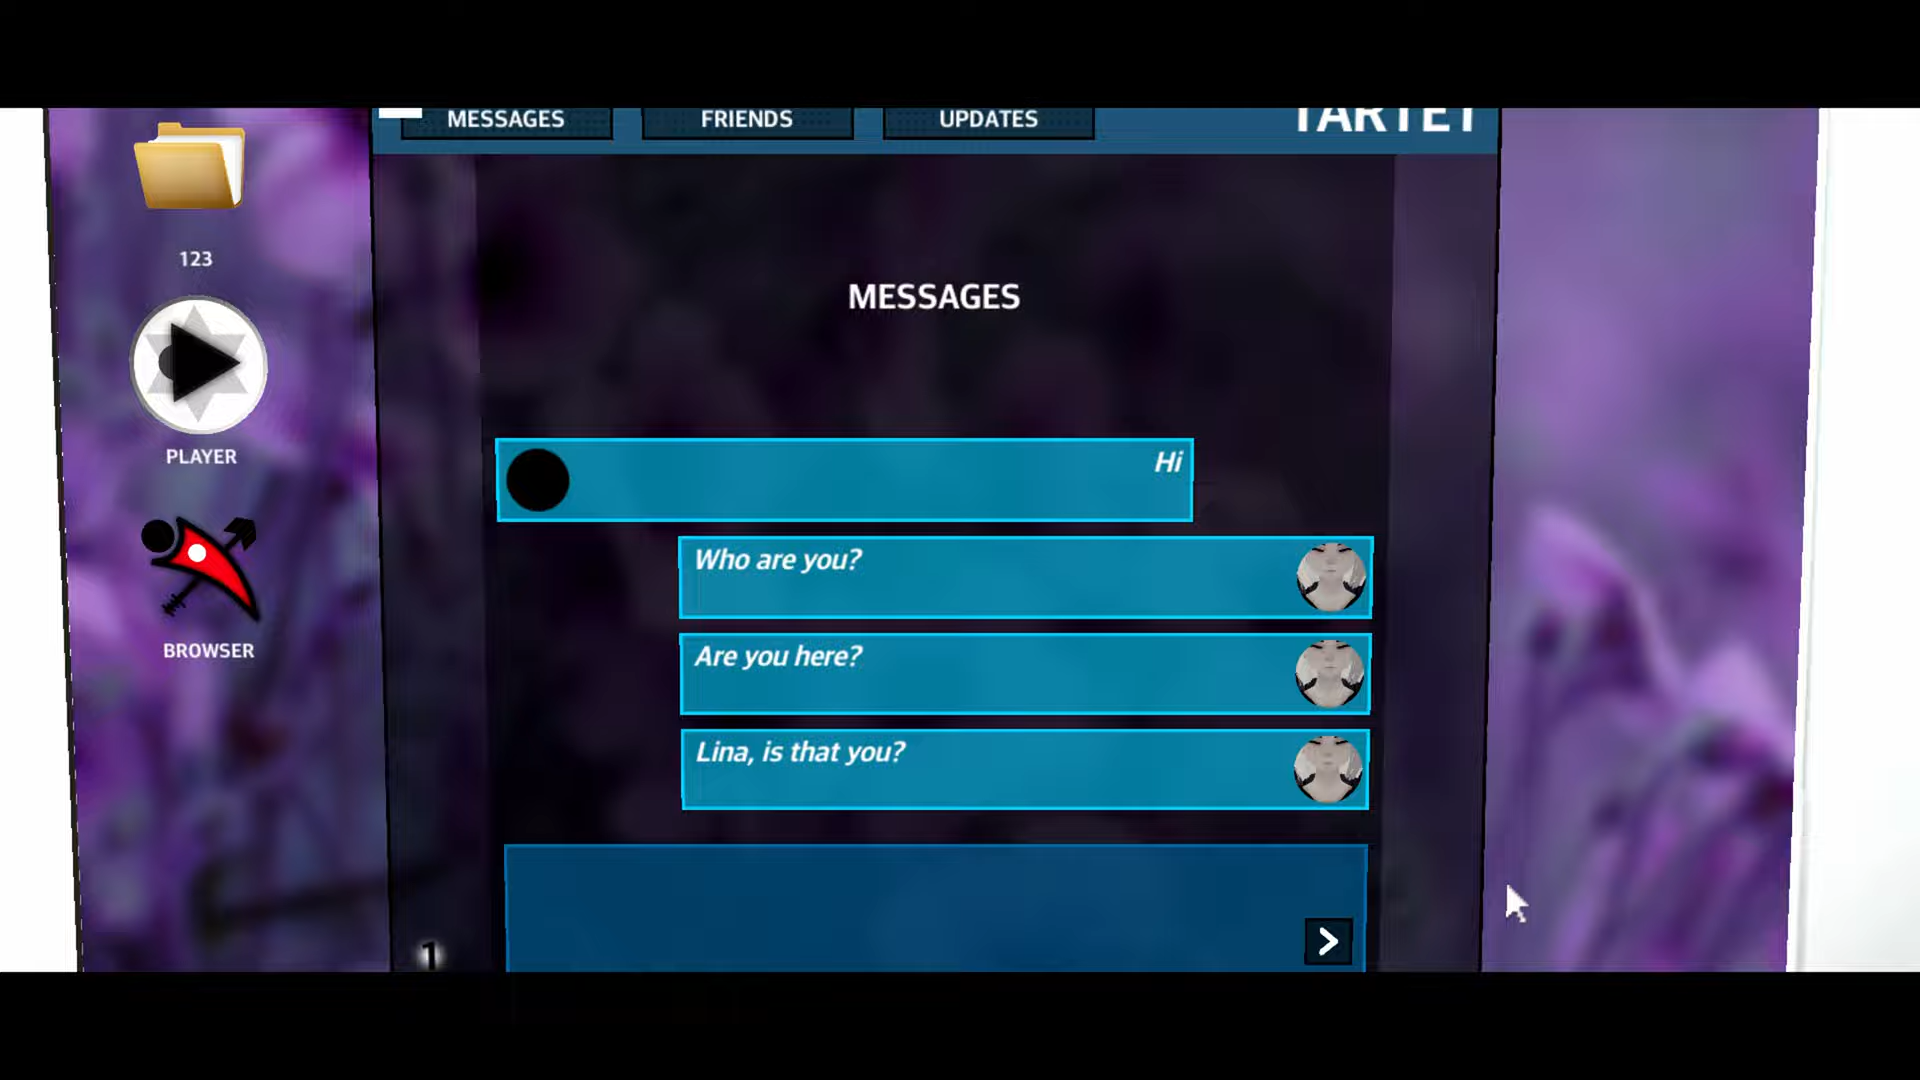 MESSAGES
FRIENDS
UPDATES
TARTET
123
MESSAGES
PLAYER
Hi
Who are you?
BROWSER
Are you here?
Lina, is that you?
1